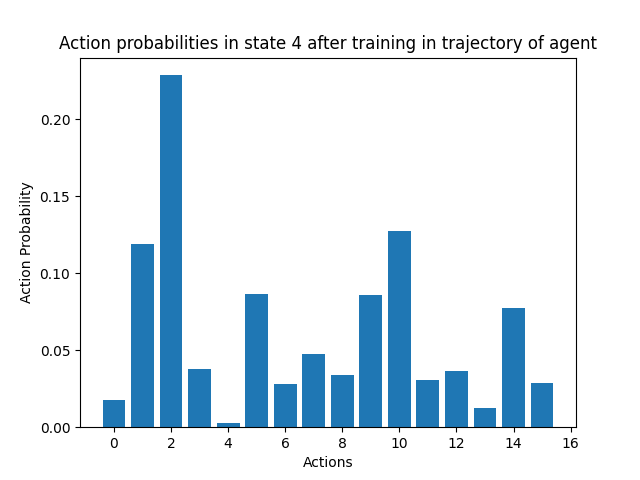 Action probabilities in state 4 after training in trajectory of agent
0.20
0.15
0.10
0.05
0.00
Action Probability
0 2 4 6 8 10 12 14 16
Actions